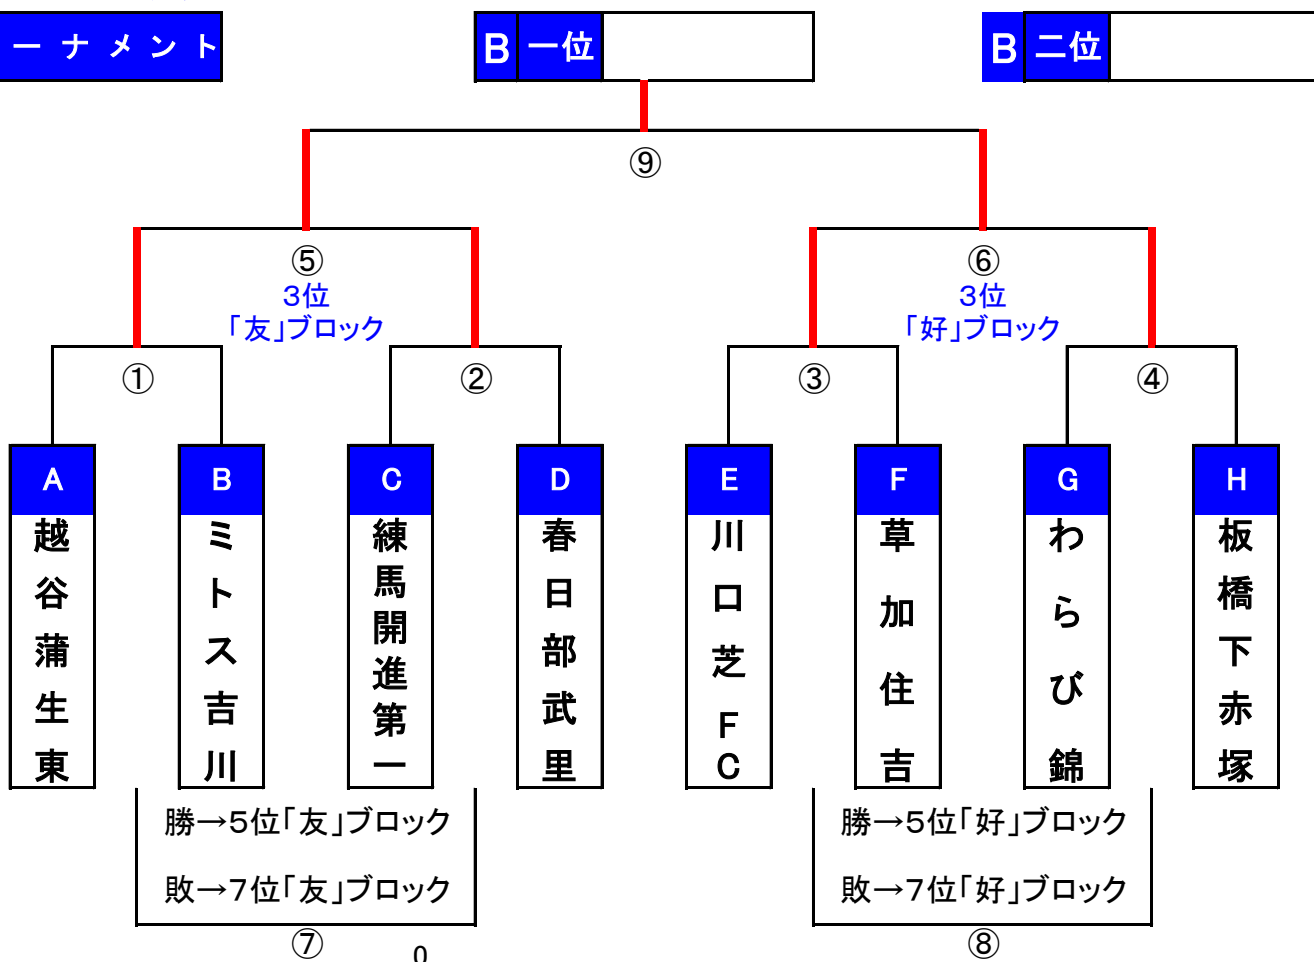 ーナメント
B 一位
B 二位
⑨
⑤
3位
「友」ブロック
⑥
3位
「好」ブロック
①
②
③
④
A
B
C
D
E
F
G
H
越谷蒲生東
ミトス吉川
練馬開進第一
春日部武里
川口芝FC
草加住吉
わらび錦
板橋下赤塚
勝→5位「友」ブロック
敗→7位「友」ブロック
⑦
0
勝→5位「好」ブロック
敗→7位「好」ブロック
⑧